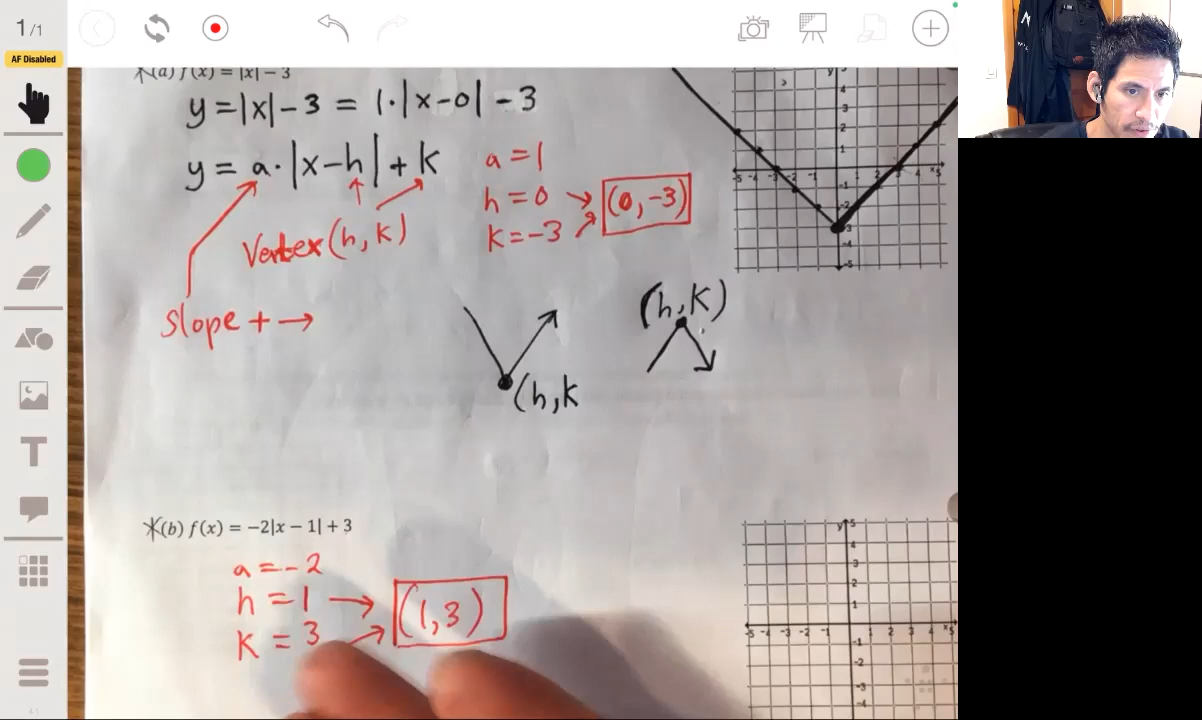 1/1
AF Disabled
(a) f(x) = |x| − 3
y = |x| − 3 = 1·|x−0| − 3
y = a·|x−h| + k
a = 1
h = 0
k = −3
(0, −3)
Vertex (h, k)
Slope + →
(h, k
(h, k)
(b) f(x) = −2|x − 1| + 3
a = −2
h = 1
k = 3
(1, 3)
T